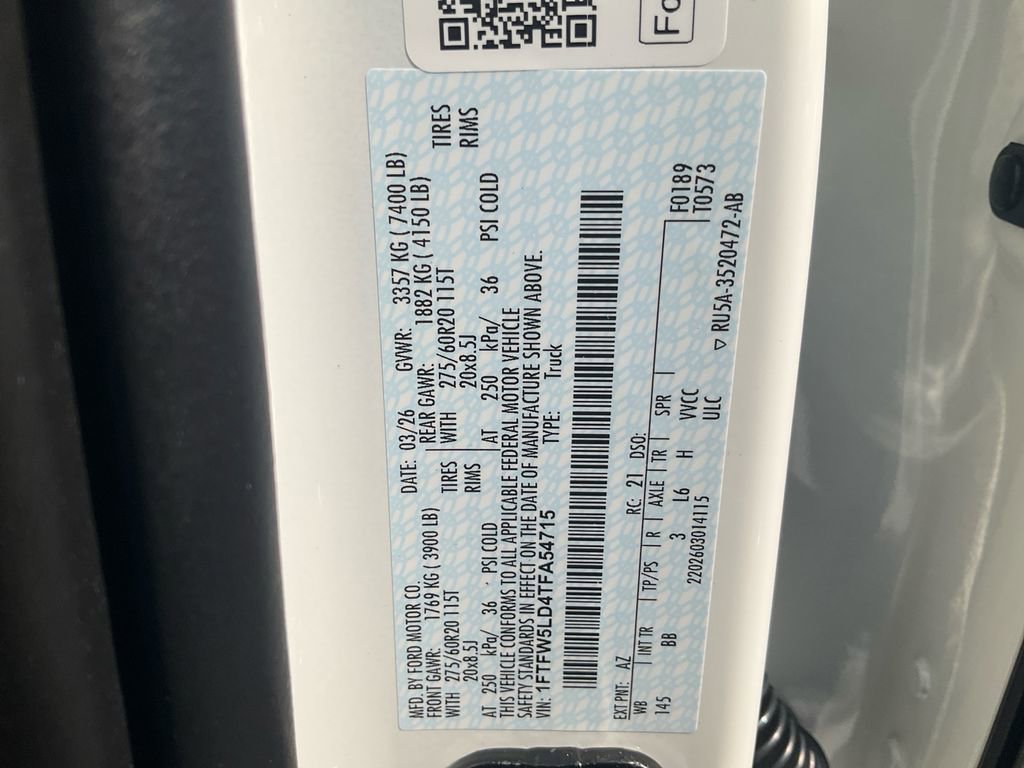 Fo
MFD. BY FORD MOTOR CO. DATE: 03/26 GVWR: 3357 KG ( 7400 LB)
FRONT GAWR: 1769 KG ( 3900 LB) REAR GAWR: 1882 KG ( 4150 LB)
WITH 275/60R20 115T TIRES WITH 275/60R20 115T TIRES
20x8.5J RIMS 20x8.5J RIMS
AT 250 kPa/ 36 PSI COLD AT 250 kPa/ 36 PSI COLD
THIS VEHICLE CONFORMS TO ALL APPLICABLE FEDERAL MOTOR VEHICLE
SAFETY STANDARDS IN EFFECT ON THE DATE OF MANUFACTURE SHOWN ABOVE.
VIN: 1FTFW5LD4TFA54715 TYPE: Truck
EXT PNT: AZ RC: 21 DSO: F0189
WB INT TR TP/PS R AXLE TR SPR T0573
145 BB 3 L6 H WCC
ULC
2202603014115 ▽ RU5A-3520472-AB